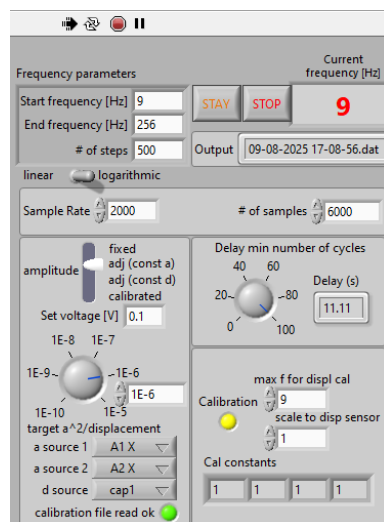 Frequency parameters
Current
frequency [Hz]
Start frequency [Hz] 9
End frequency [Hz] 256
# of steps 500
STAY STOP 9
Output 09-08-2025 17-08-56.dat
linear logarithmic
Sample Rate 2000 # of samples 6000
amplitude
fixed
adj (const a)
adj (const d)
calibrated
Set voltage [V] 0.1
1E-8 1E-7
1E-9 1E-6
1E-6
1E-10 1E-5
target a^2/displacement
a source 1 A1 X
a source 2 A2 X
d source cap1
calibration file read ok
Delay min number of cycles
40 60
20 80
0 100
Delay (s)
11.11
max f for displ cal
Calibration 9
scale to disp sensor
1
Cal constants
1 1 1 1